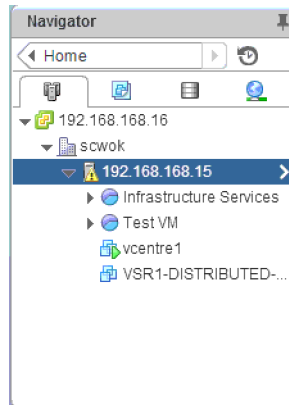 Navigator
Home
192.168.168.16
scwok
192.168.168.15
Infrastructure Services
Test VM
vcentre1
VSR1-DISTRIBUTED-...